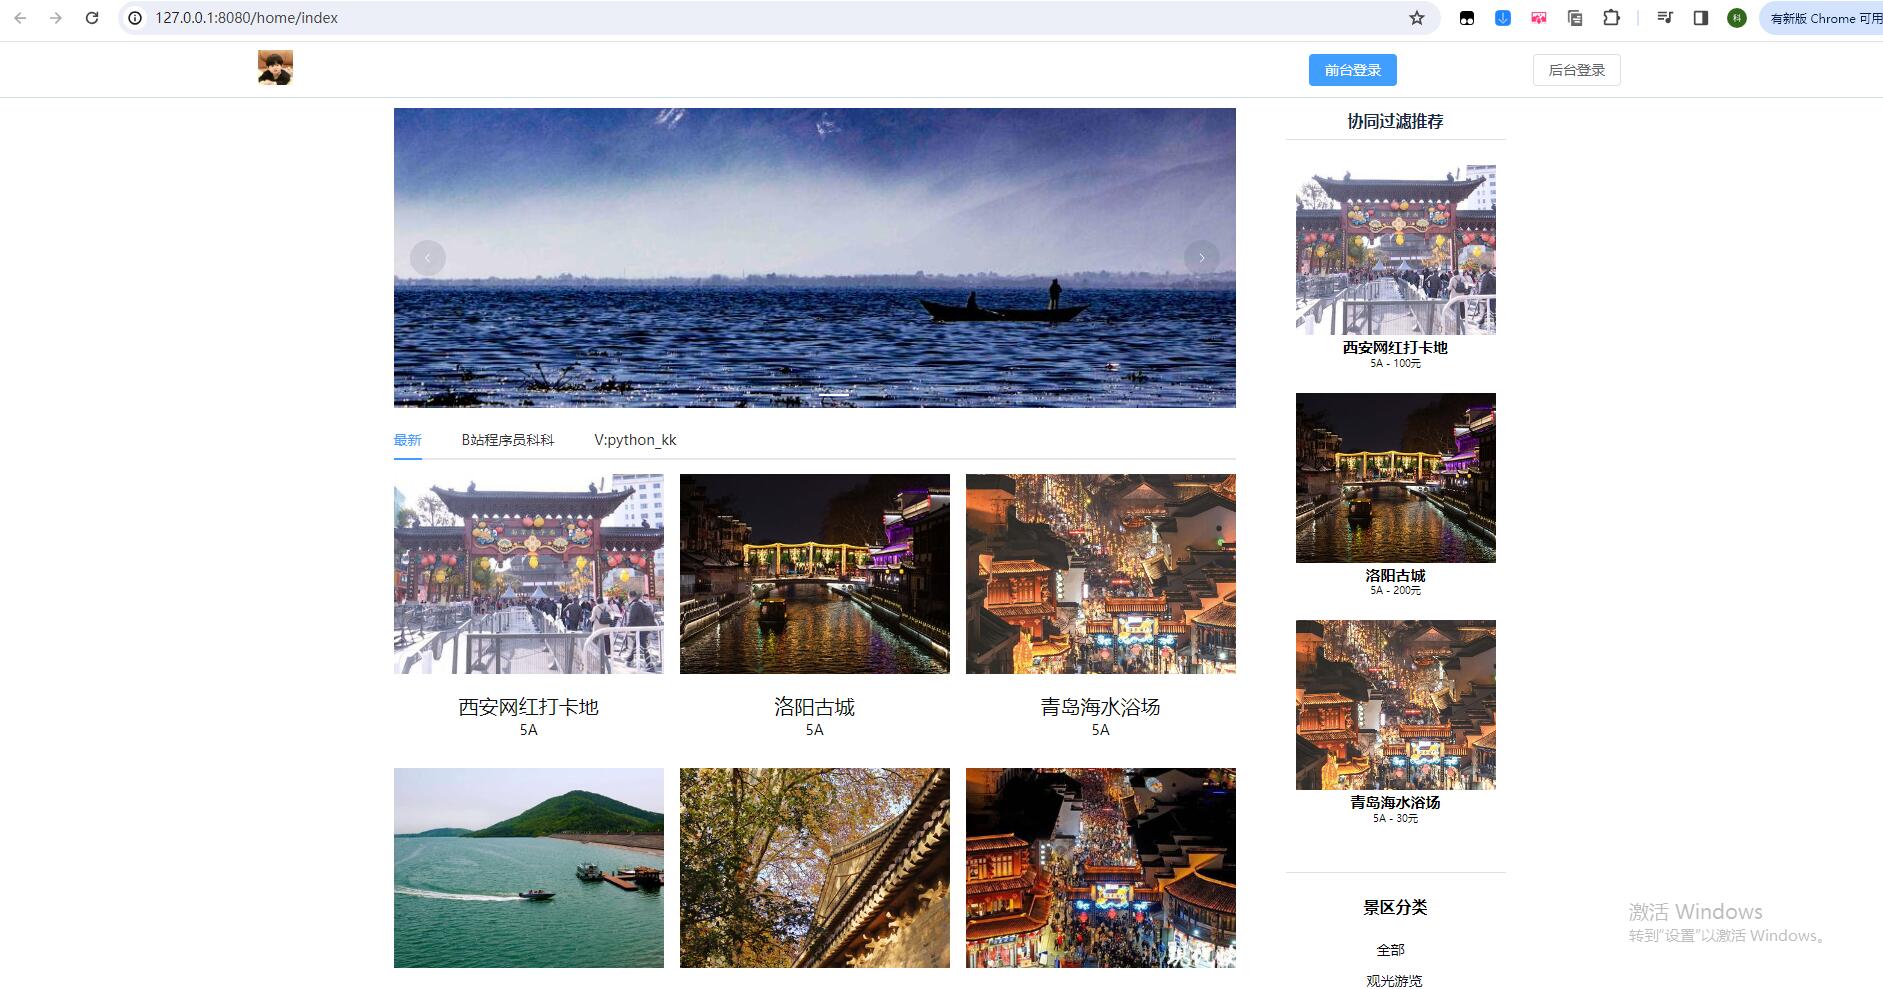 127.0.0.1:8080/home/index
有新版 Chrome 可用
前台登录
后台登录
协同过滤推荐
西安网红打卡地
5A - 100元
洛阳古城
5A - 200元
青岛海水浴场
5A - 30元
最新 B站程序员科科 V:python_kk
西安网红打卡地 洛阳古城 青岛海水浴场
5A 5A 5A
景区分类
全部
观光游览
激活 Windows
转到“设置”以激活 Windows。